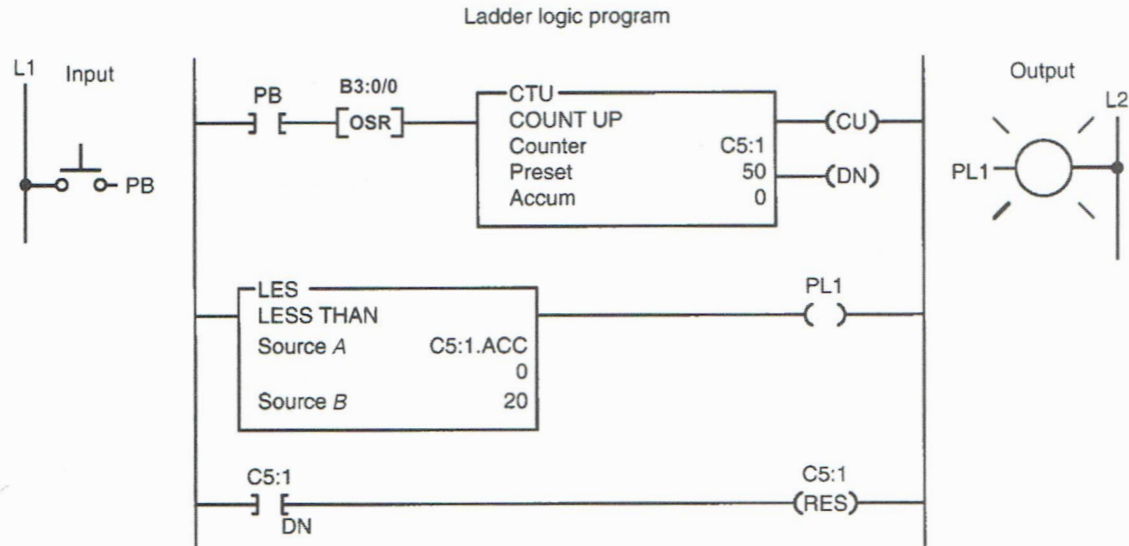 Ladder logic program
L1 Input
PB
PB
B3:0/0
OSR
CTU
COUNT UP
Counter C5:1
Preset 50
Accum 0
CU
DN
Output
L2
PL1
LES
LESS THAN
Source A C5:1.ACC
0
Source B 20
PL1
C5:1
DN
C5:1
RES